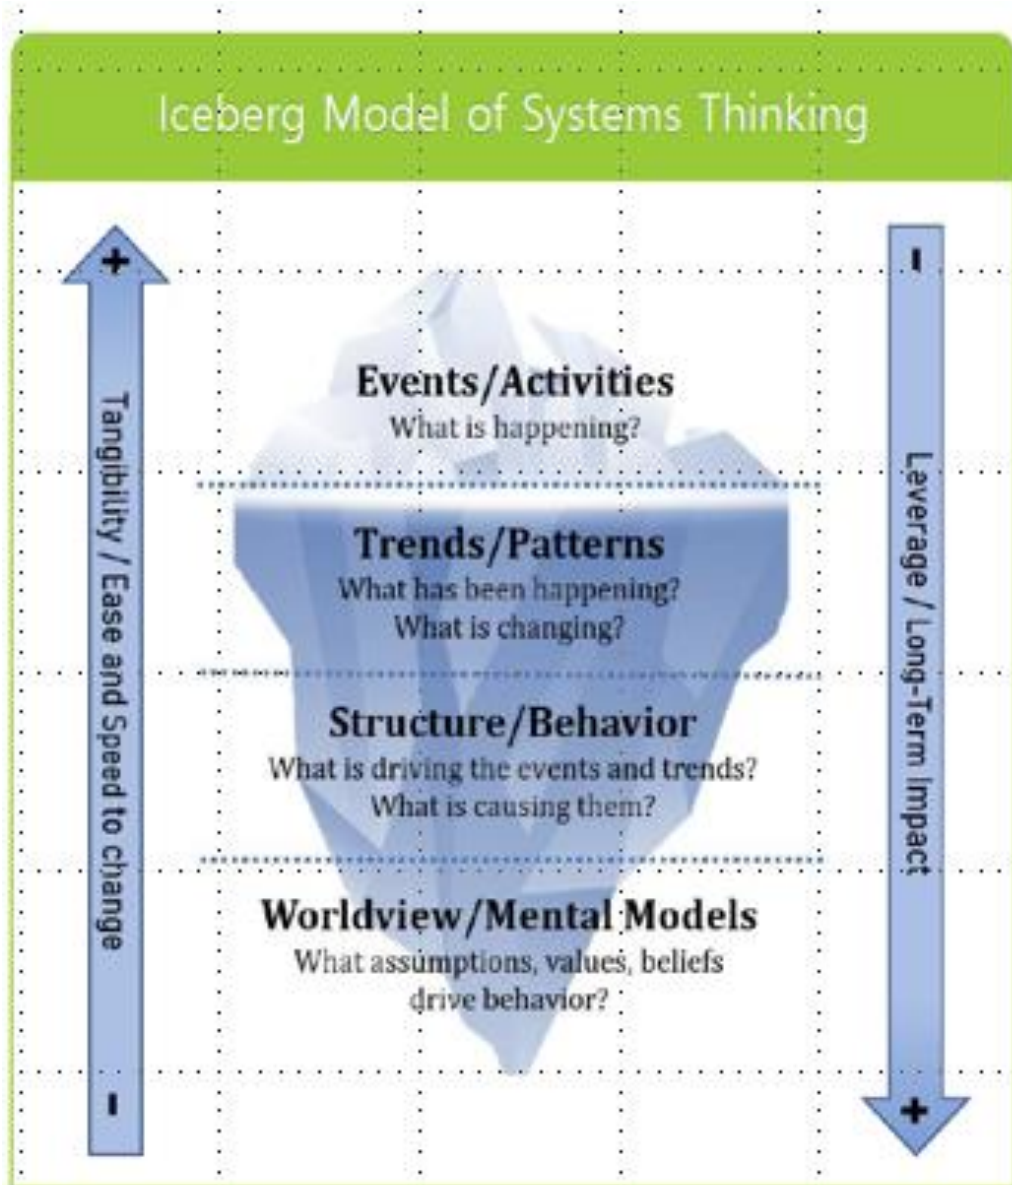 Iceberg Model of Systems Thinking
+
Tangibility / Ease and Speed to change
-
Events/Activities
What is happening?
Trends/Patterns
What has been happening?
What is changing?
Structure/Behavior
What is driving the events and trends?
What is causing them?
Worldview/Mental Models
What assumptions, values, beliefs
drive behavior?
-
Leverage / Long-Term Impact
+